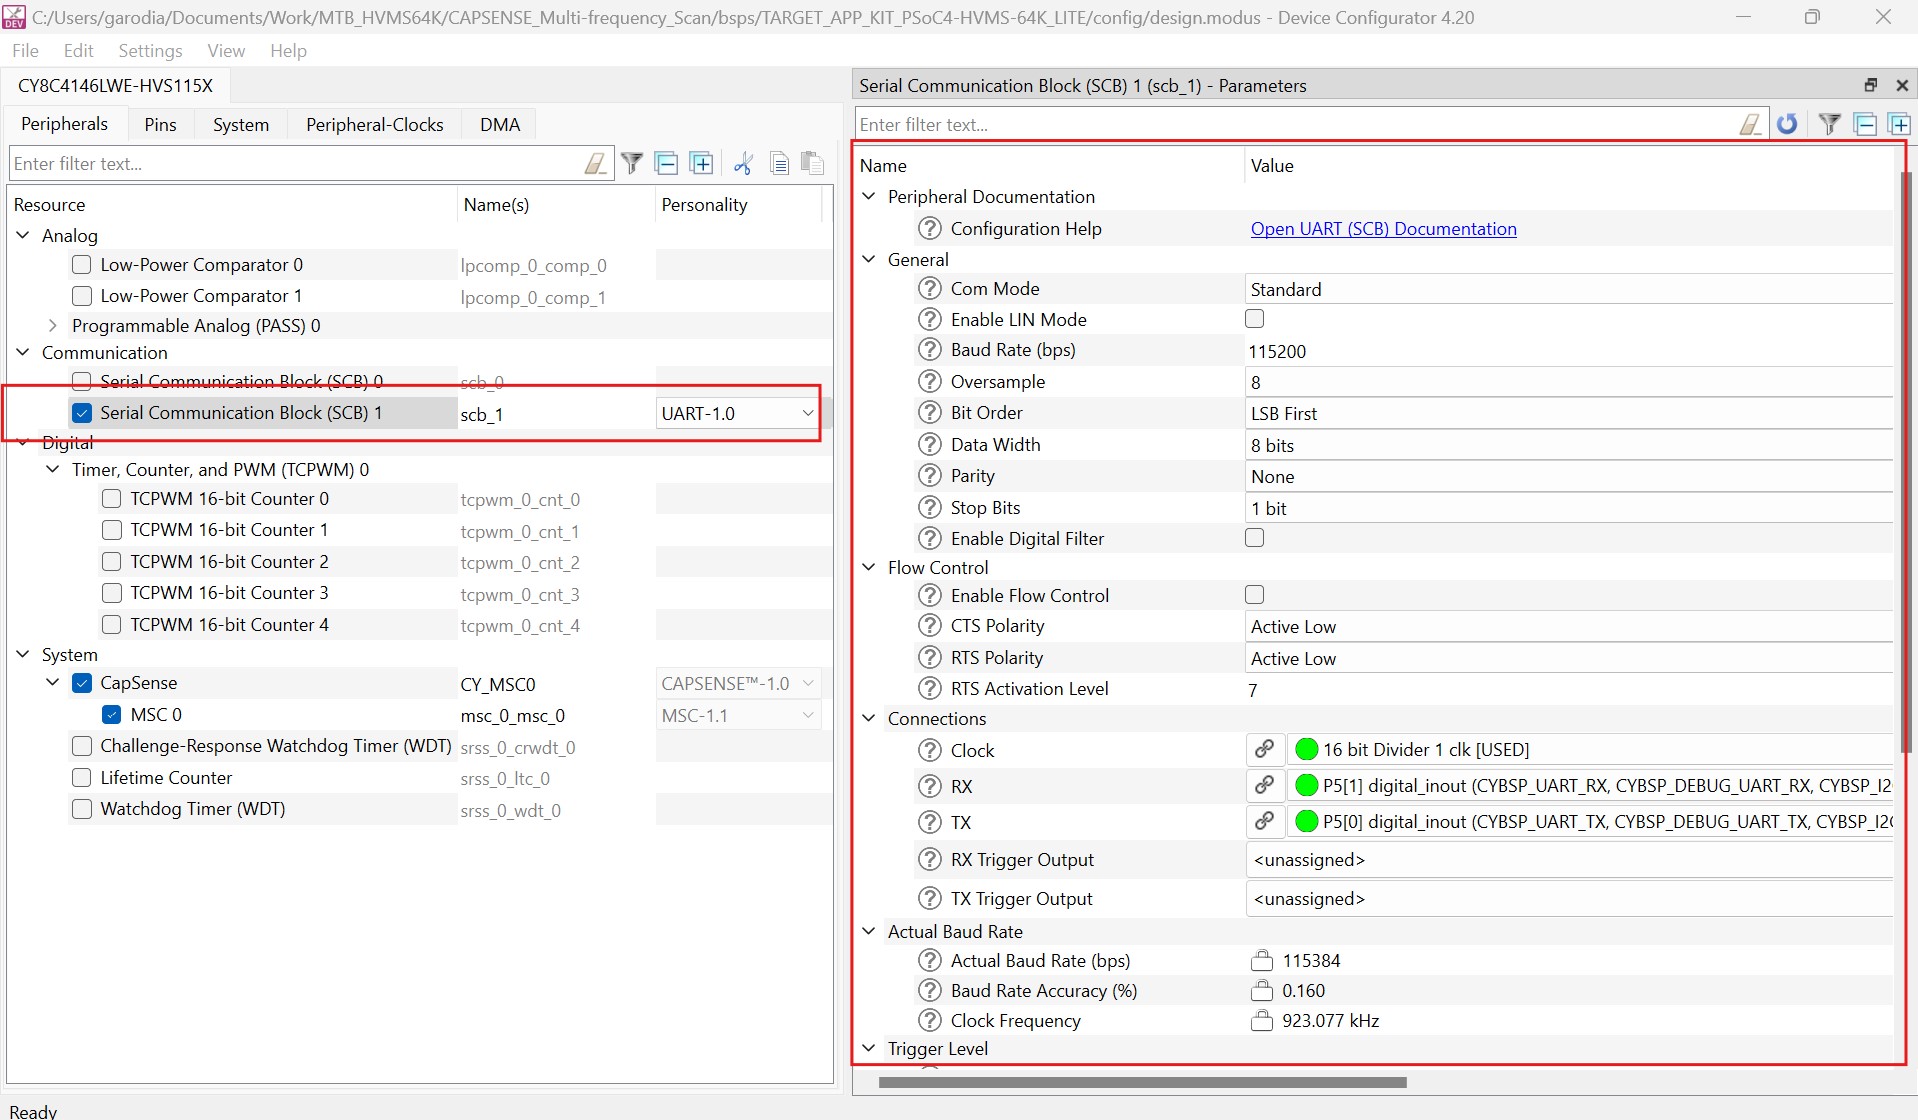 C:/Users/garodia/Documents/Work/MTB_HVMS64K/CAPSENSE_Multi-frequency_Scan/bsps/TARGET_APP_KIT_PSoC4-HVMS-64K_LITE/config/design.modus - Device Configurator 4.20
File Edit Settings View Help
CY8C4146LWE-HVS115X
Peripherals Pins System Peripheral-Clocks DMA
Enter filter text...
Resource Name(s) Personality
Analog
Low-Power Comparator 0 lpcomp_0_comp_0
Low-Power Comparator 1 lpcomp_0_comp_1
Programmable Analog (PASS) 0
Communication
Serial Communication Block (SCB) 0 scb_0
Serial Communication Block (SCB) 1 scb_1 UART-1.0
Digital
Timer, Counter, and PWM (TCPWM) 0
TCPWM 16-bit Counter 0 tcpwm_0_cnt_0
TCPWM 16-bit Counter 1 tcpwm_0_cnt_1
TCPWM 16-bit Counter 2 tcpwm_0_cnt_2
TCPWM 16-bit Counter 3 tcpwm_0_cnt_3
TCPWM 16-bit Counter 4 tcpwm_0_cnt_4
System
CapSense CY_MSC0 CAPSENSE™-1.0
MSC 0 msc_0_msc_0 MSC-1.1
Challenge-Response Watchdog Timer (WDT) srss_0_crwdt_0
Lifetime Counter srss_0_ltc_0
Watchdog Timer (WDT) srss_0_wdt_0
Ready
Serial Communication Block (SCB) 1 (scb_1) - Parameters
Enter filter text...
Name Value
Peripheral Documentation
Configuration Help Open UART (SCB) Documentation
General
Com Mode Standard
Enable LIN Mode
Baud Rate (bps) 115200
Oversample 8
Bit Order LSB First
Data Width 8 bits
Parity None
Stop Bits 1 bit
Enable Digital Filter
Flow Control
Enable Flow Control
CTS Polarity Active Low
RTS Polarity Active Low
RTS Activation Level 7
Connections
Clock 16 bit Divider 1 clk [USED]
RX P5[1] digital_inout (CYBSP_UART_RX, CYBSP_DEBUG_UART_RX, CYBSP_I2
TX P5[0] digital_inout (CYBSP_UART_TX, CYBSP_DEBUG_UART_TX, CYBSP_I2C
RX Trigger Output <unassigned>
TX Trigger Output <unassigned>
Actual Baud Rate
Actual Baud Rate (bps) 115384
Baud Rate Accuracy (%) 0.160
Clock Frequency 923.077 kHz
Trigger Level